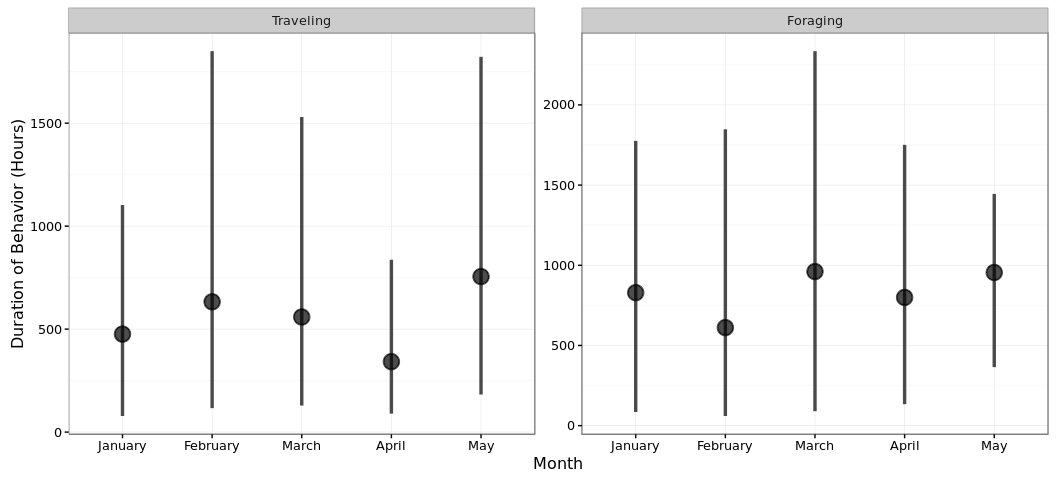 Traveling
Foraging
Duration of Behavior (Hours)
1500
1000
500
0
2000
1500
1000
500
0
January February March April May
January February March April May
Month